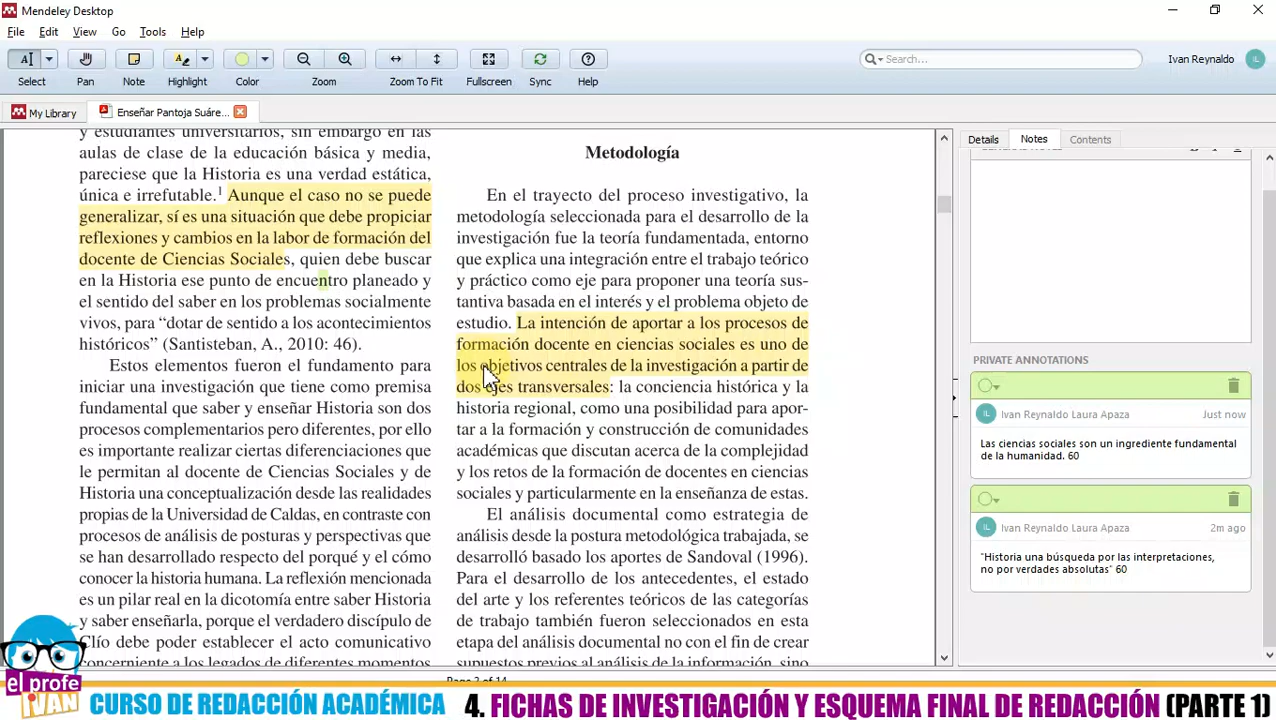 Mendeley Desktop
File Edit View Go Tools Help
Select Pan Note Highlight Color Zoom Zoom To Fit Fullscreen Sync Help
Search...
Ivan Reynaldo IL
My Library
Enseñar Pantoja Suáre...
y estudiantes universitarios, sin embargo en las
aulas de clase de la educación básica y media,
pareciese que la Historia es una verdad estática,
única e irrefutable.1 Aunque el caso no se puede
generalizar, sí es una situación que debe propiciar
reflexiones y cambios en la labor de formación del
docente de Ciencias Sociales, quien debe buscar
en la Historia ese punto de encuentro planeado y
el sentido del saber en los problemas socialmente
vivos, para “dotar de sentido a los acontecimientos
históricos” (Santisteban, A., 2010: 46).
Estos elementos fueron el fundamento para
iniciar una investigación que tiene como premisa
fundamental que saber y enseñar Historia son dos
procesos complementarios pero diferentes, por ello
es importante realizar ciertas diferenciaciones que
le permitan al docente de Ciencias Sociales y de
Historia una conceptualización desde las realidades
propias de la Universidad de Caldas, en contraste con
procesos de análisis de posturas y perspectivas que
se han desarrollado respecto del porqué y el cómo
conocer la historia humana. La reflexión mencionada
es un pilar real en la dicotomía entre saber Historia
y saber enseñarla, porque el verdadero discípulo de
Clío debe poder establecer el acto comunicativo
concerniente a los legados de diferentes momentos
Metodología
En el trayecto del proceso investigativo, la
metodología seleccionada para el desarrollo de la
investigación fue la teoría fundamentada, entorno
que explica una integración entre el trabajo teórico
y práctico como eje para proponer una teoría sus-
tantiva basada en el interés y el problema objeto de
estudio. La intención de aportar a los procesos de
formación docente en ciencias sociales es uno de
los objetivos centrales de la investigación a partir de
dos ejes transversales: la conciencia histórica y la
historia regional, como una posibilidad para apor-
tar a la formación y construcción de comunidades
académicas que discutan acerca de la complejidad
y los retos de la formación de docentes en ciencias
sociales y particularmente en la enseñanza de estas.
El análisis documental como estrategia de
análisis desde la postura metodológica trabajada, se
desarrolló basado los aportes de Sandoval (1996).
Para el desarrollo de los antecedentes, el estado
del arte y los referentes teóricos de las categorías
de trabajo también fueron seleccionados en esta
etapa del análisis documental no con el fin de crear
supuestos previos al análisis de la información, sino
Details Notes Contents
PRIVATE ANNOTATIONS
IL Ivan Reynaldo Laura Apaza Just now
Las ciencias sociales son un ingrediente fundamental
de la humanidad. 60
IL Ivan Reynaldo Laura Apaza 2m ago
"Historia una búsqueda por las interpretaciones,
no por verdades absolutas" 60
Page 2 of 14
el profe
iVAN
CURSO DE REDACCIÓN ACADÉMICA
4. FICHAS DE INVESTIGACIÓN Y ESQUEMA FINAL DE REDACCIÓN (PARTE 1)